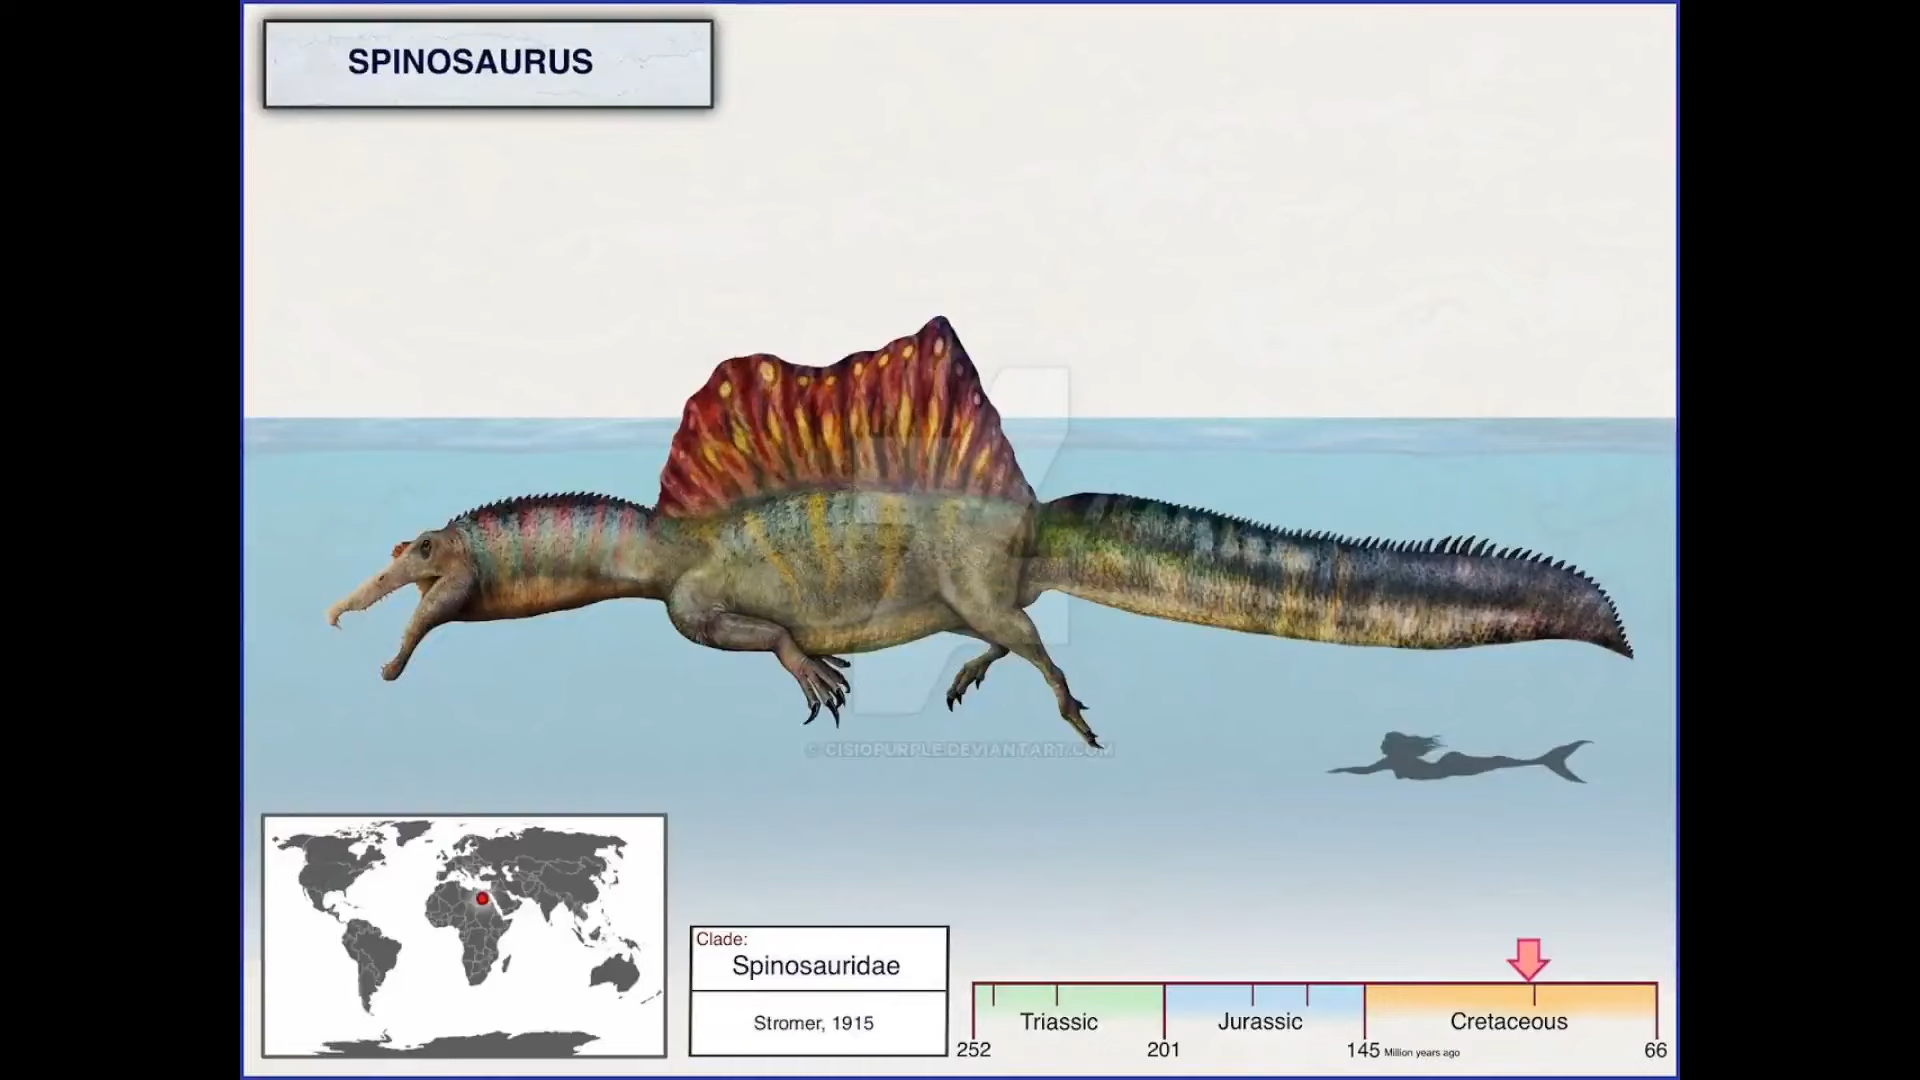 SPINOSAURUS
© CISIOPURPLE.DEVIANTART.COM
Clade:
Spinosauridae
Stromer, 1915
Triassic
Jurassic
Cretaceous
252
201
145 Million years ago
66